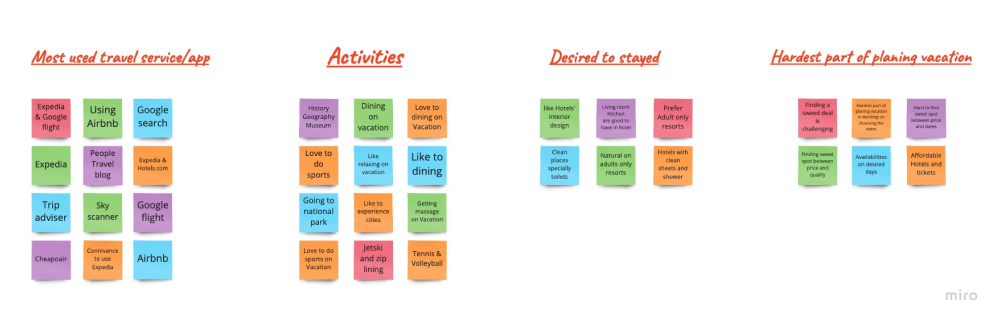 Most used travel service/app
Expedia
& Google
flight
Using
Airbnb
Google
search
Expedia
People
Travel
blog
Expedia &
Hotels.com
Trip
adviser
Sky
scanner
Google
flight
Cheapoair
Connivance
to use
Expedia
Airbnb
Activities
History
Geography
Museum
Dining
on
vacation
Love to
dining on
Vacation
Love to
do
sports
Like
relaxing on
vacation
Like to
dining
Going to
national
park
Like to
experience
cities
Getting
massage
on Vacation
Love to do
sports on
Vacation
Jetski
and zip
lining
Tennis &
Volleyball
Desired to stayed
like Hotels'
interior
design
Living room
Kitchen
are good to
have in hotel
Prefer
Adult only
resorts
Clean
places
specially
toilets
Natural on
adults only
resorts
Hotels with
clean
sheets and
shower
Hardest part of planing vacation
Finding a
sweed deal
is
challenging
Hardest part of
planing vacation
is deciding on
choosing the
dates
Hard to find
sweet spot
between price
and dates
Finding sweet
spot between
price and
quality
Availabilities
on desired
days
Affordable
Hotels and
tickets
miro